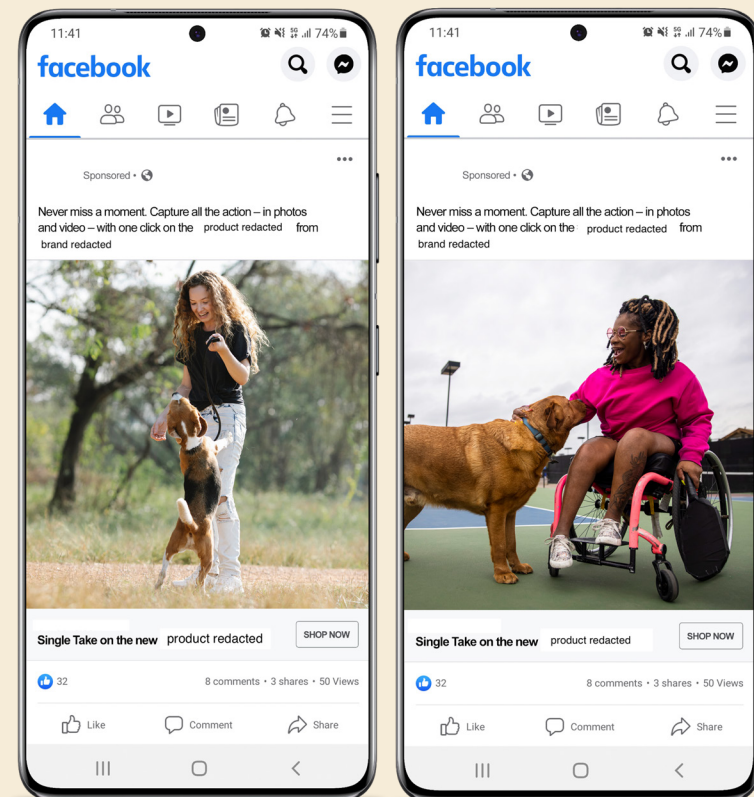 11:41
5G
74%
facebook
Sponsored •
Never miss a moment. Capture all the action – in photos
and video – with one click on the product redacted from
brand redacted
Single Take on the new product redacted
SHOP NOW
32
8 comments • 3 shares • 50 Views
Like
Comment
Share
11:41
5G
74%
facebook
Sponsored •
Never miss a moment. Capture all the action – in photos
and video – with one click on the product redacted from
brand redacted
Single Take on the new product redacted
SHOP NOW
32
8 comments • 3 shares • 50 Views
Like
Comment
Share